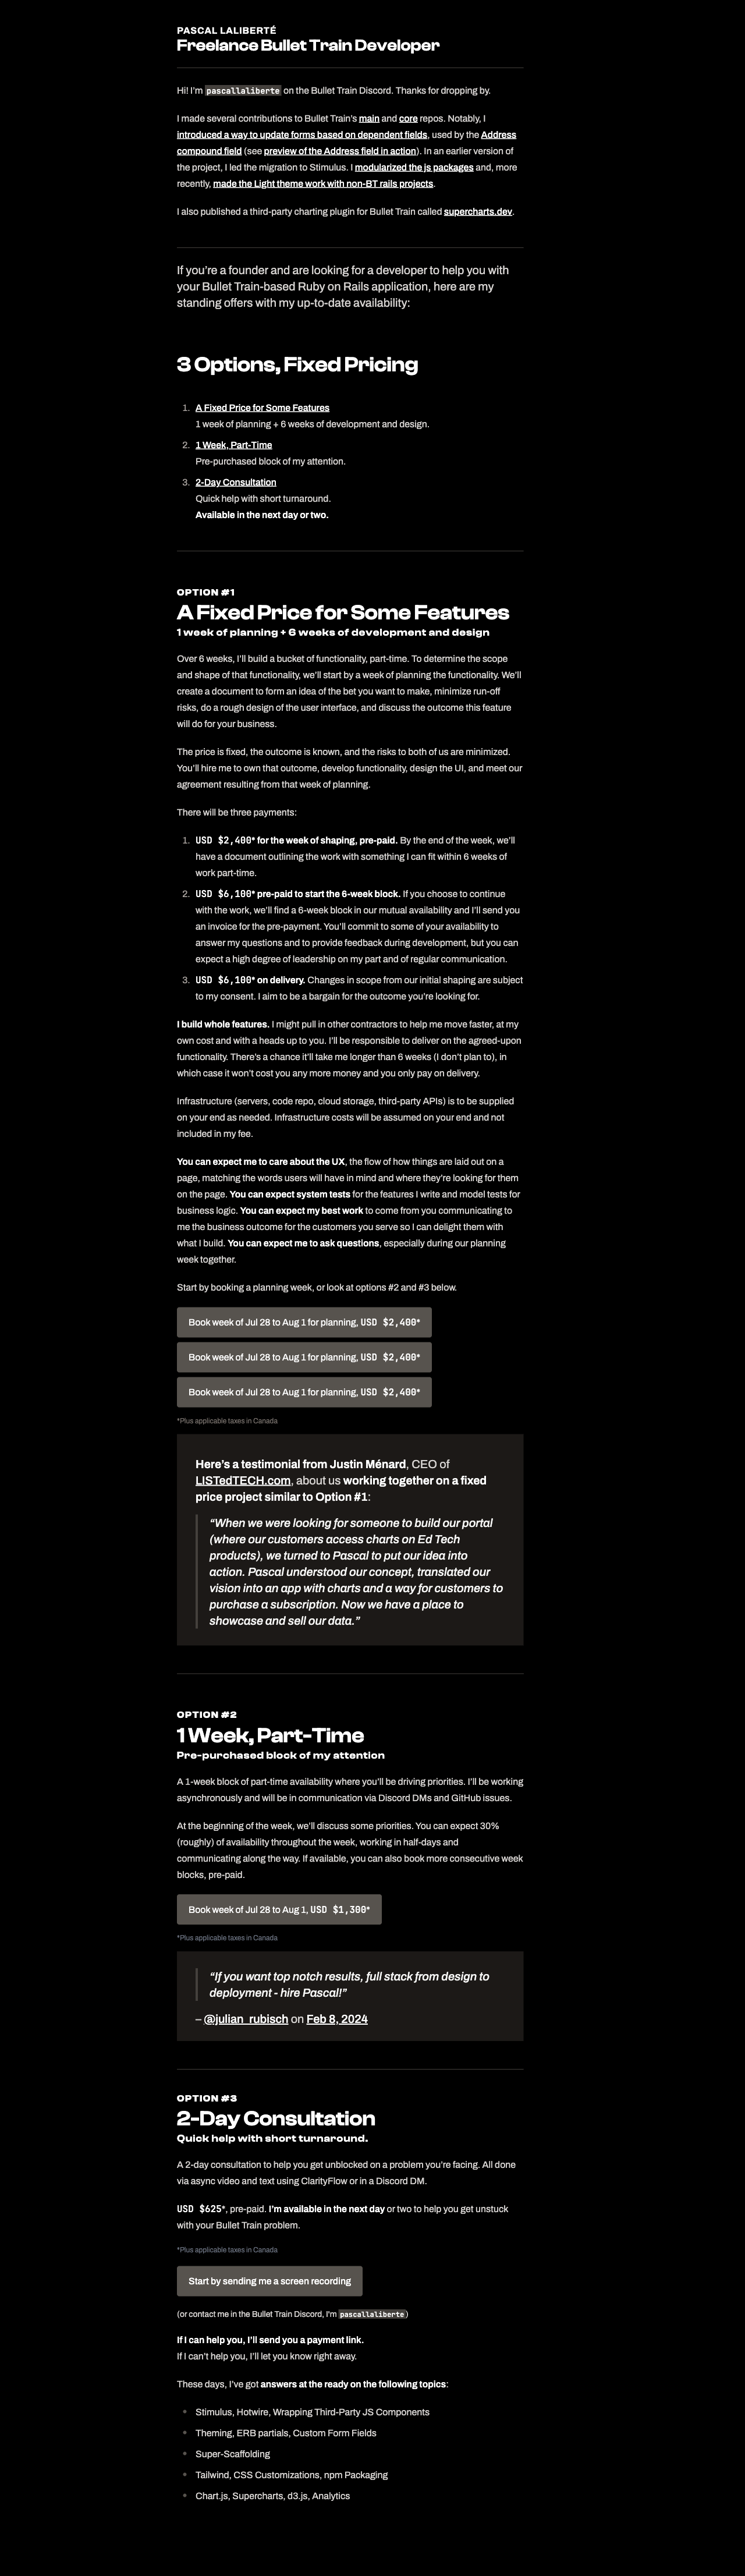 PASCAL LALIBERTÉ
Freelance Bullet Train Developer
Hi! I'm pascallaliberte on the Bullet Train Discord. Thanks for dropping by.
I made several contributions to Bullet Train's main and core repos. Notably, I
introduced a way to update forms based on dependent fields, used by the Address
compound field (see preview of the Address field in action). In an earlier version of
the project, I led the migration to Stimulus. I modularized the js packages and, more
recently, made the Light theme work with non-BT rails projects.
I also published a third-party charting plugin for Bullet Train called supercharts.dev.
If you're a founder and are looking for a developer to help you with
your Bullet Train-based Ruby on Rails application, here are my
standing offers with my up-to-date availability:
3 Options, Fixed Pricing
1. A Fixed Price for Some Features
1 week of planning + 6 weeks of development and design.
2. 1 Week, Part-Time
Pre-purchased block of my attention.
3. 2-Day Consultation
Quick help with short turnaround.
Available in the next day or two.
OPTION #1
A Fixed Price for Some Features
1 week of planning + 6 weeks of development and design
Over 6 weeks, I'll build a bucket of functionality, part-time. To determine the scope
and shape of that functionality, we'll start by a week of planning the functionality. We'll
create a document to form an idea of the bet you want to make, minimize run-off
risks, do a rough design of the user interface, and discuss the outcome this feature
will do for your business.
The price is fixed, the outcome is known, and the risks to both of us are minimized.
You'll hire me to own that outcome, develop functionality, design the UI, and meet our
agreement resulting from that week of planning.
There will be three payments:
1. USD $2,400* for the week of shaping, pre-paid. By the end of the week, we'll
have a document outlining the work with something I can fit within 6 weeks of
work part-time.
2. USD $6,100* pre-paid to start the 6-week block. If you choose to continue
with the work, we'll find a 6-week block in our mutual availability and I'll send you
an invoice for the pre-payment. You'll commit to some of your availability to
answer my questions and to provide feedback during development, but you can
expect a high degree of leadership on my part and of regular communication.
3. USD $6,100* on delivery. Changes in scope from our initial shaping are subject
to my consent. I aim to be a bargain for the outcome you're looking for.
I build whole features. I might pull in other contractors to help me move faster, at my
own cost and with a heads up to you. I'll be responsible to deliver on the agreed-upon
functionality. There's a chance it'll take me longer than 6 weeks (I don't plan to), in
which case it won't cost you any more money and you only pay on delivery.
Infrastructure (servers, code repo, cloud storage, third-party APIs) is to be supplied
on your end as needed. Infrastructure costs will be assumed on your end and not
included in my fee.
You can expect me to care about the UX, the flow of how things are laid out on a
page, matching the words users will have in mind and where they're looking for them
on the page. You can expect system tests for the features I write and model tests for
business logic. You can expect my best work to come from you communicating to
me the business outcome for the customers you serve so I can delight them with
what I build. You can expect me to ask questions, especially during our planning
week together.
Start by booking a planning week, or look at options #2 and #3 below.
Book week of Jul 28 to Aug 1 for planning, USD $2,400*
Book week of Jul 28 to Aug 1 for planning, USD $2,400*
Book week of Jul 28 to Aug 1 for planning, USD $2,400*
*Plus applicable taxes in Canada
Here's a testimonial from Justin Ménard, CEO of
LISTedTECH.com, about us working together on a fixed
price project similar to Option #1:
“When we were looking for someone to build our portal
(where our customers access charts on Ed Tech
products), we turned to Pascal to put our idea into
action. Pascal understood our concept, translated our
vision into an app with charts and a way for customers to
purchase a subscription. Now we have a place to
showcase and sell our data.”
OPTION #2
1 Week, Part-Time
Pre-purchased block of my attention
A 1-week block of part-time availability where you'll be driving priorities. I'll be working
asynchronously and will be in communication via Discord DMs and GitHub issues.
At the beginning of the week, we'll discuss some priorities. You can expect 30%
(roughly) of availability throughout the week, working in half-days and
communicating along the way. If available, you can also book more consecutive week
blocks, pre-paid.
Book week of Jul 28 to Aug 1, USD $1,300*
*Plus applicable taxes in Canada
“If you want top notch results, full stack from design to
deployment - hire Pascal!”
– @julian_rubisch on Feb 8, 2024
OPTION #3
2-Day Consultation
Quick help with short turnaround.
A 2-day consultation to help you get unblocked on a problem you're facing. All done
via async video and text using ClarityFlow or in a Discord DM.
USD $625*, pre-paid. I'm available in the next day or two to help you get unstuck
with your Bullet Train problem.
*Plus applicable taxes in Canada
Start by sending me a screen recording
(or contact me in the Bullet Train Discord, I'm pascallaliberte)
If I can help you, I'll send you a payment link.
If I can't help you, I'll let you know right away.
These days, I've got answers at the ready on the following topics:
• Stimulus, Hotwire, Wrapping Third-Party JS Components
• Theming, ERB partials, Custom Form Fields
• Super-Scaffolding
• Tailwind, CSS Customizations, npm Packaging
• Chart.js, Supercharts, d3.js, Analytics